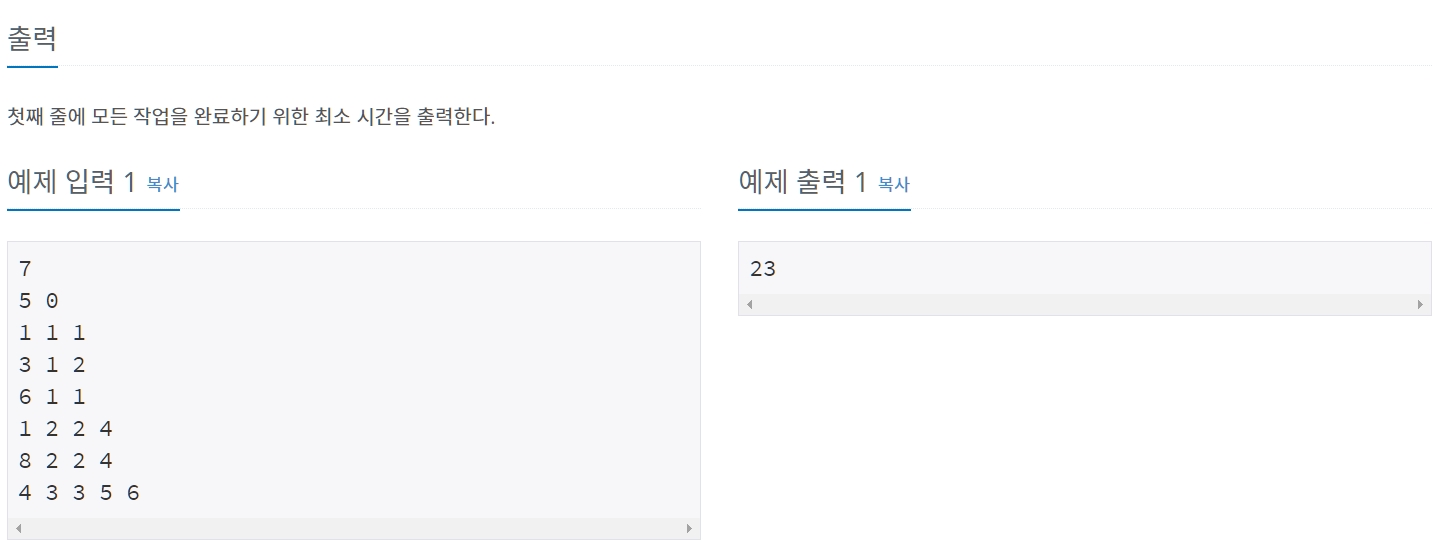 출력
첫째 줄에 모든 작업을 완료하기 위한 최소 시간을 출력한다.
예제 입력 1 복사
7
5 0
1 1 1
3 1 2
6 1 1
1 2 2 4
8 2 2 4
4 3 3 5 6
예제 출력 1 복사
23